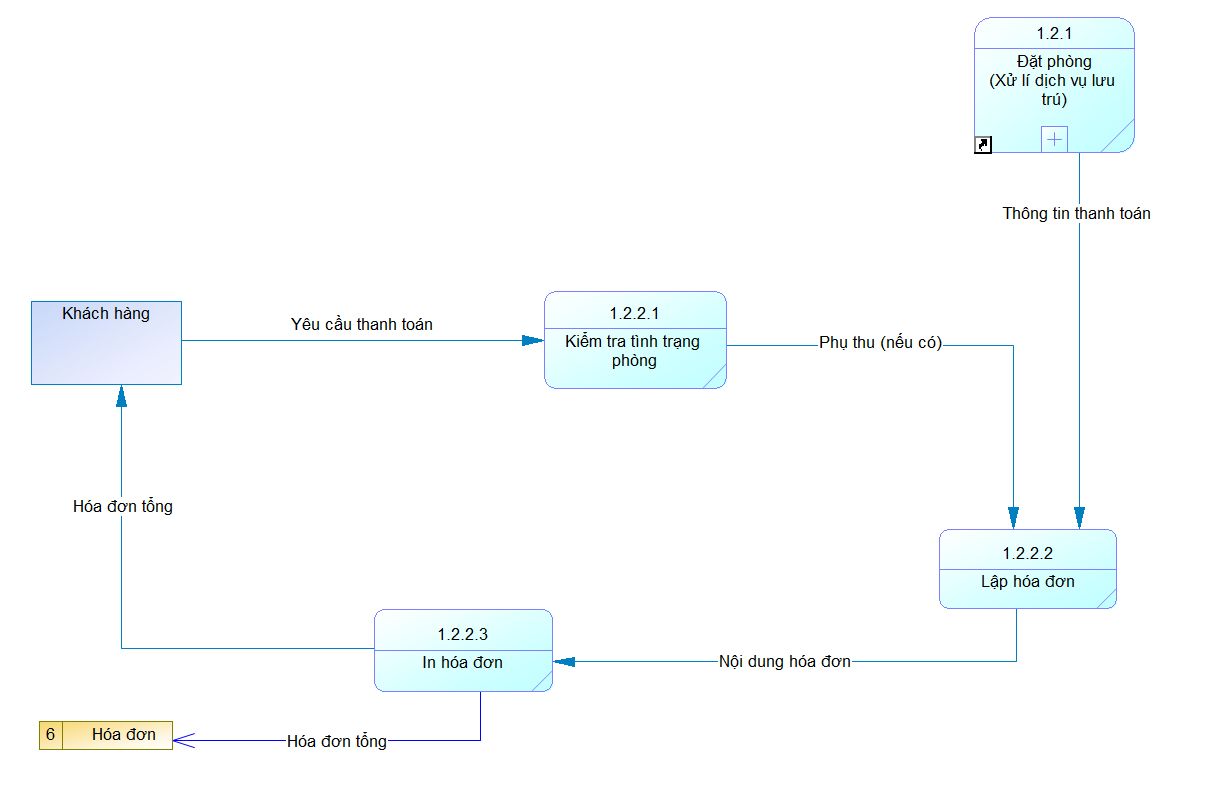 1.2.1
Đặt phòng
(Xử lí dịch vụ lưu
trú)
Thông tin thanh toán
Khách hàng
Yêu cầu thanh toán
1.2.2.1
Kiểm tra tình trạng
phòng
Phụ thu (nếu có)
Hóa đơn tổng
1.2.2.2
Lập hóa đơn
1.2.2.3
In hóa đơn
Nội dung hóa đơn
6 Hóa đơn
Hóa đơn tổng